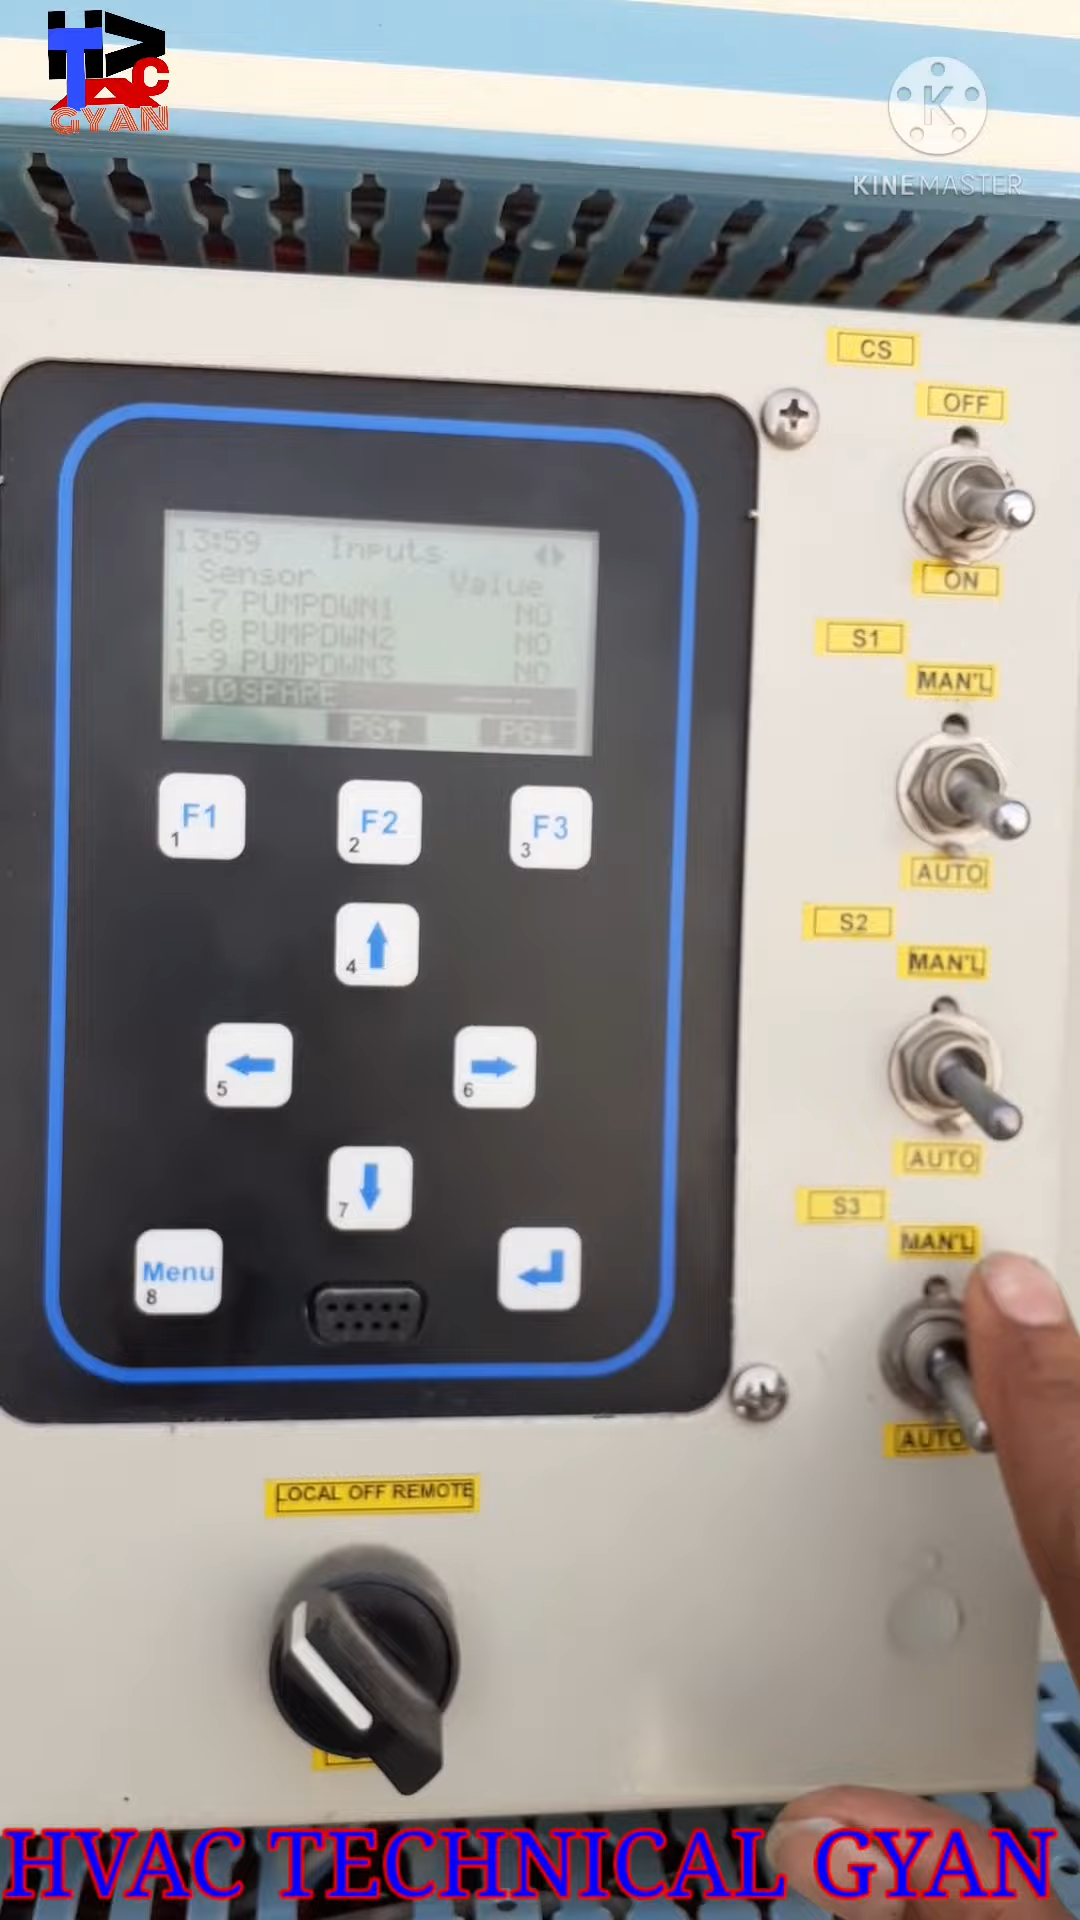 GYAN
K
KINEMASTER
CS
OFF
ON
S1
MAN'L
AUTO
S2
MAN'L
AUTO
S3
MAN'L
AUTO
13:59 Inputs
Sensor Value
1-7 PUMPDWN1 NO
1-8 PUMPDWN2 NO
1-9 PUMPDWN3 NO
1-10 SPARE -----
PG↑ PG↓
F1
1
F2
2
F3
3
4
5
6
7
Menu
8
LOCAL OFF REMOTE
HVAC TECHNICAL GYAN